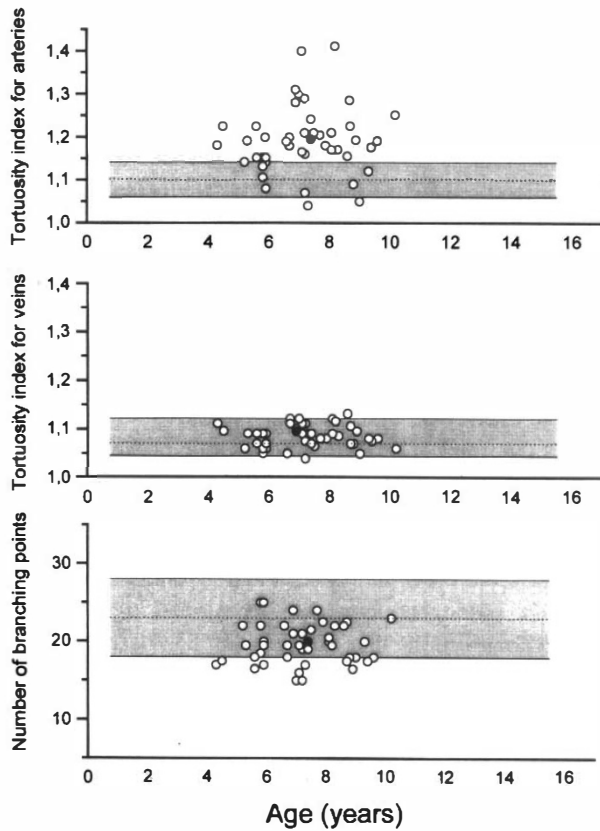 Tortuosity index for arteries
1,4
1,3
1,2
1,1
1,0
0 2 4 6 8 10 12 14 16
Tortuosity index for veins
1,4
1,3
1,2
1,1
1,0
0 2 4 6 8 10 12 14 16
Number of branching points
30
20
10
0 2 4 6 8 10 12 14 16
Age (years)